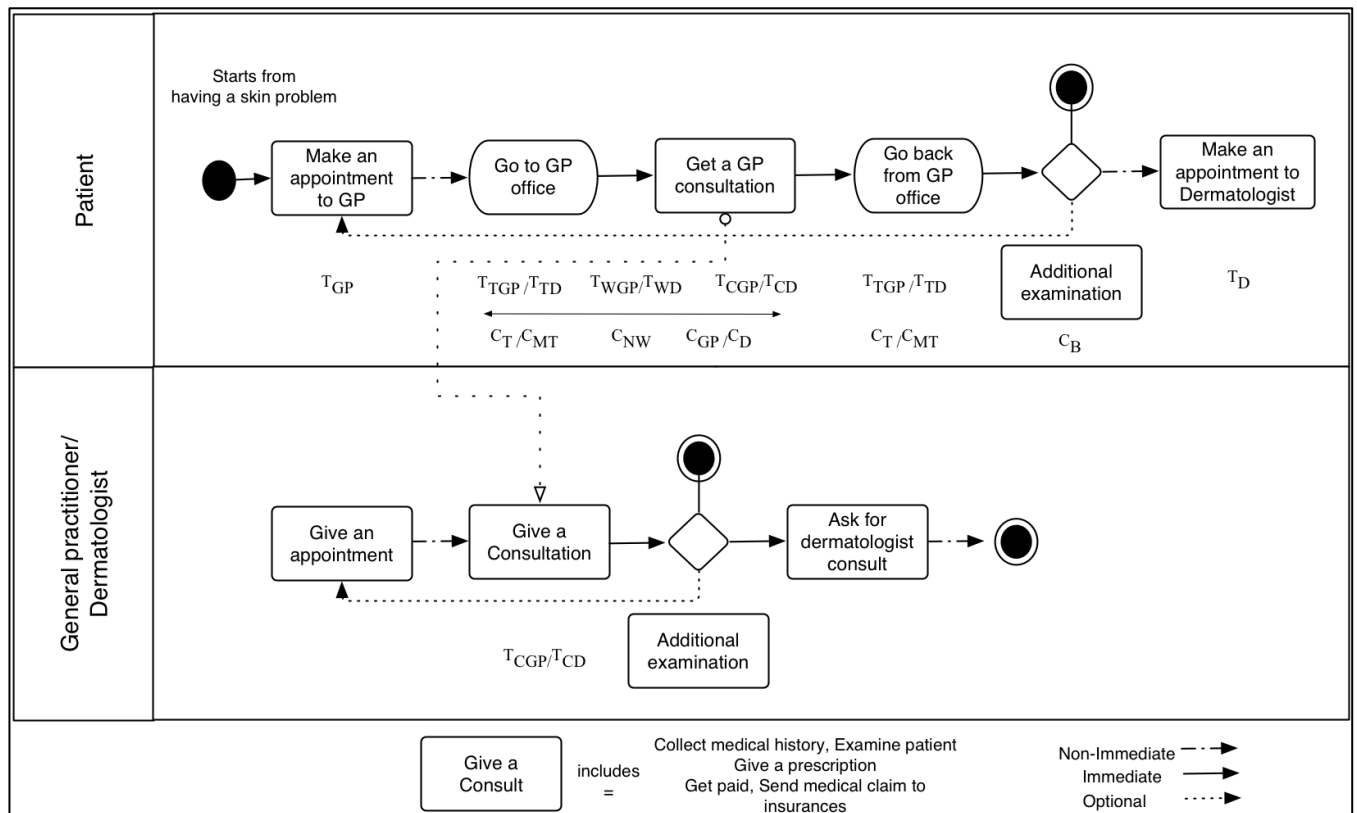 Patient
Starts from
having a skin problem
Make an
appointment
to GP
Go to GP
office
Get a GP
consultation
Go back
from GP
office
Make an
appointment to
Dermatologist
Additional
examination
TGP
TTGP/TTD
TWGP/TWD
TCGP/TCD
TTGP/TTD
TD
CT/CMT
CNW
CGP/CD
CT/CMT
CB
General practitioner/
Dermatologist
Give an
appointment
Give a
Consultation
Ask for
dermatologist
consult
Additional
examination
TCGP/TCD
Give a
Consult
includes
=
Collect medical history, Examine patient
Give a prescription
Get paid, Send medical claim to
insurances
Non-Immediate
Immediate
Optional